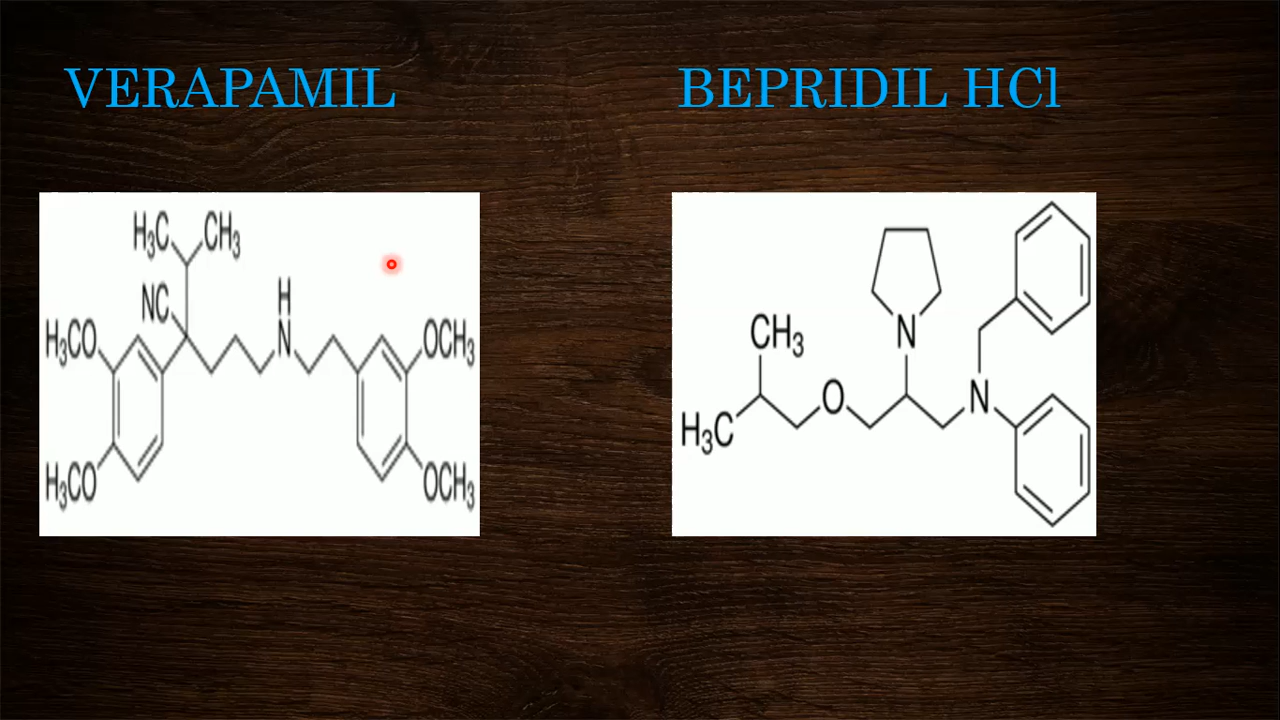 VERAPAMIL
BEPRIDIL HCl
H₃C CH₃
NC
H
N
H₃CO
OCH₃
H₃CO
OCH₃
N
CH₃
O
N
H₃C